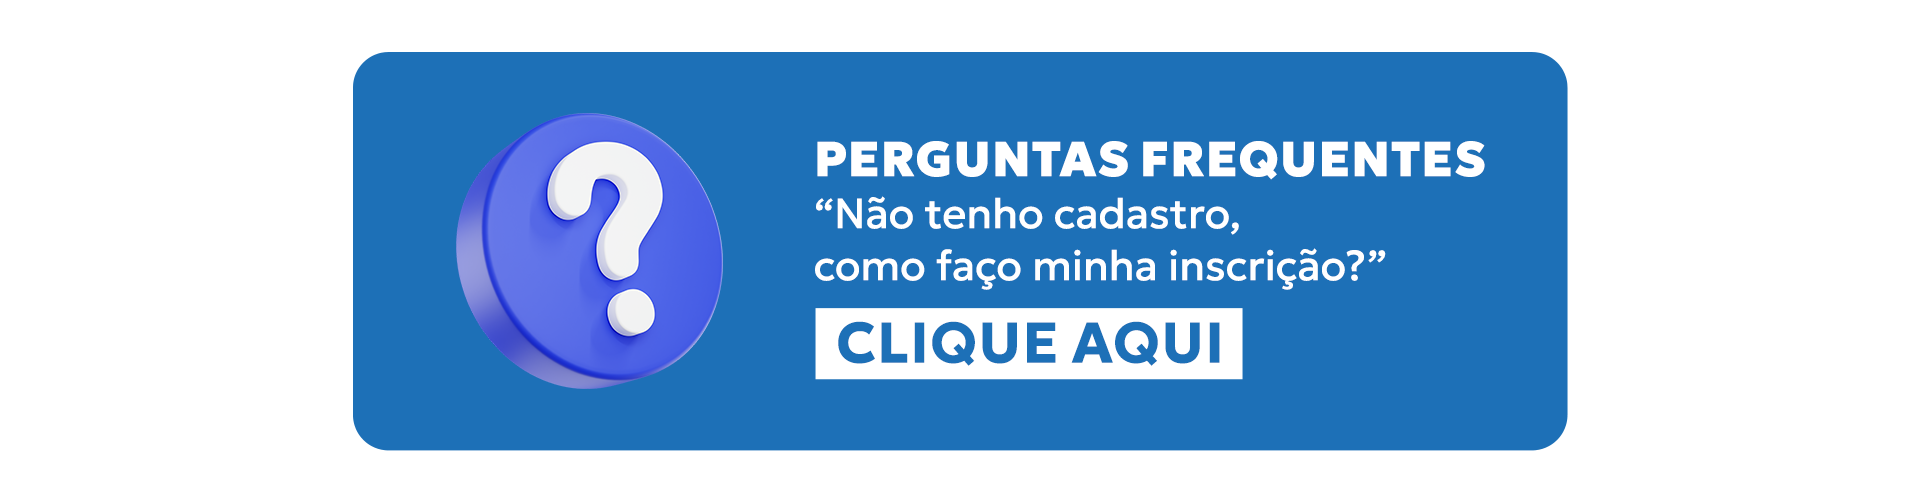 PERGUNTAS FREQUENTES
“Não tenho cadastro,
como faço minha inscrição?”
CLIQUE AQUI